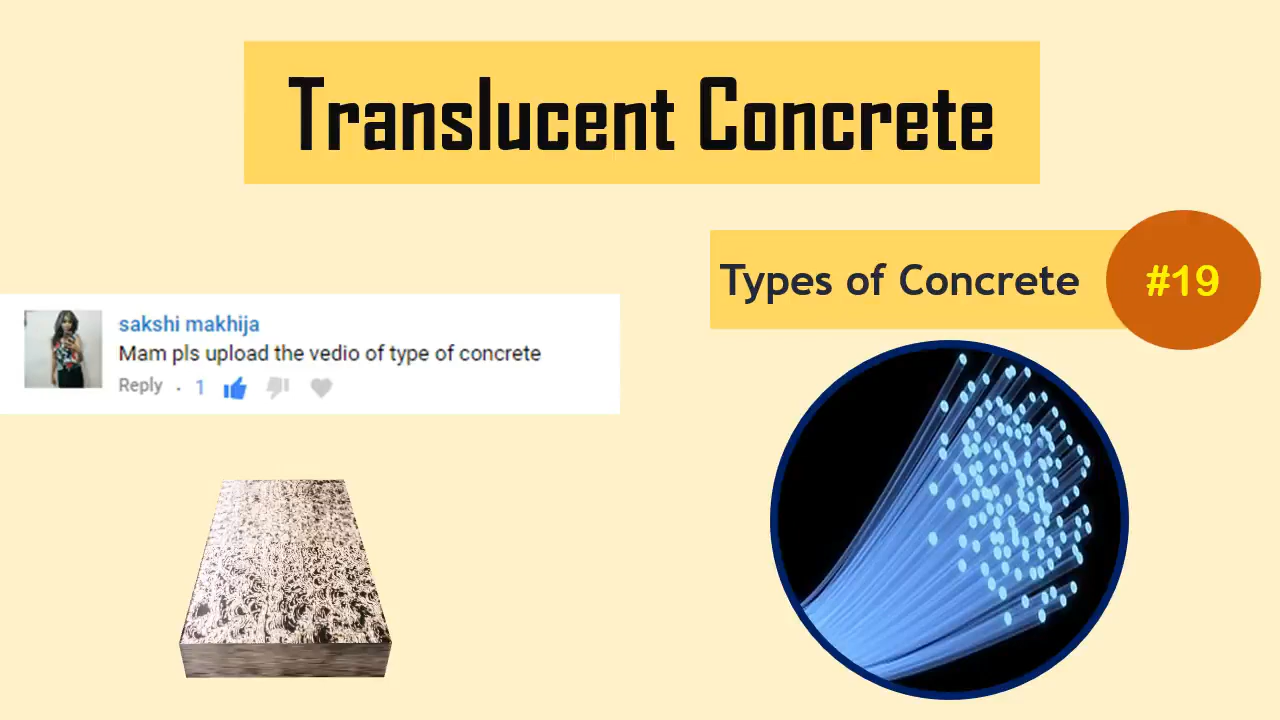 Translucent Concrete
Types of Concrete #19
sakshi makhija
Mam pls upload the vedio of type of concrete
Reply . 1